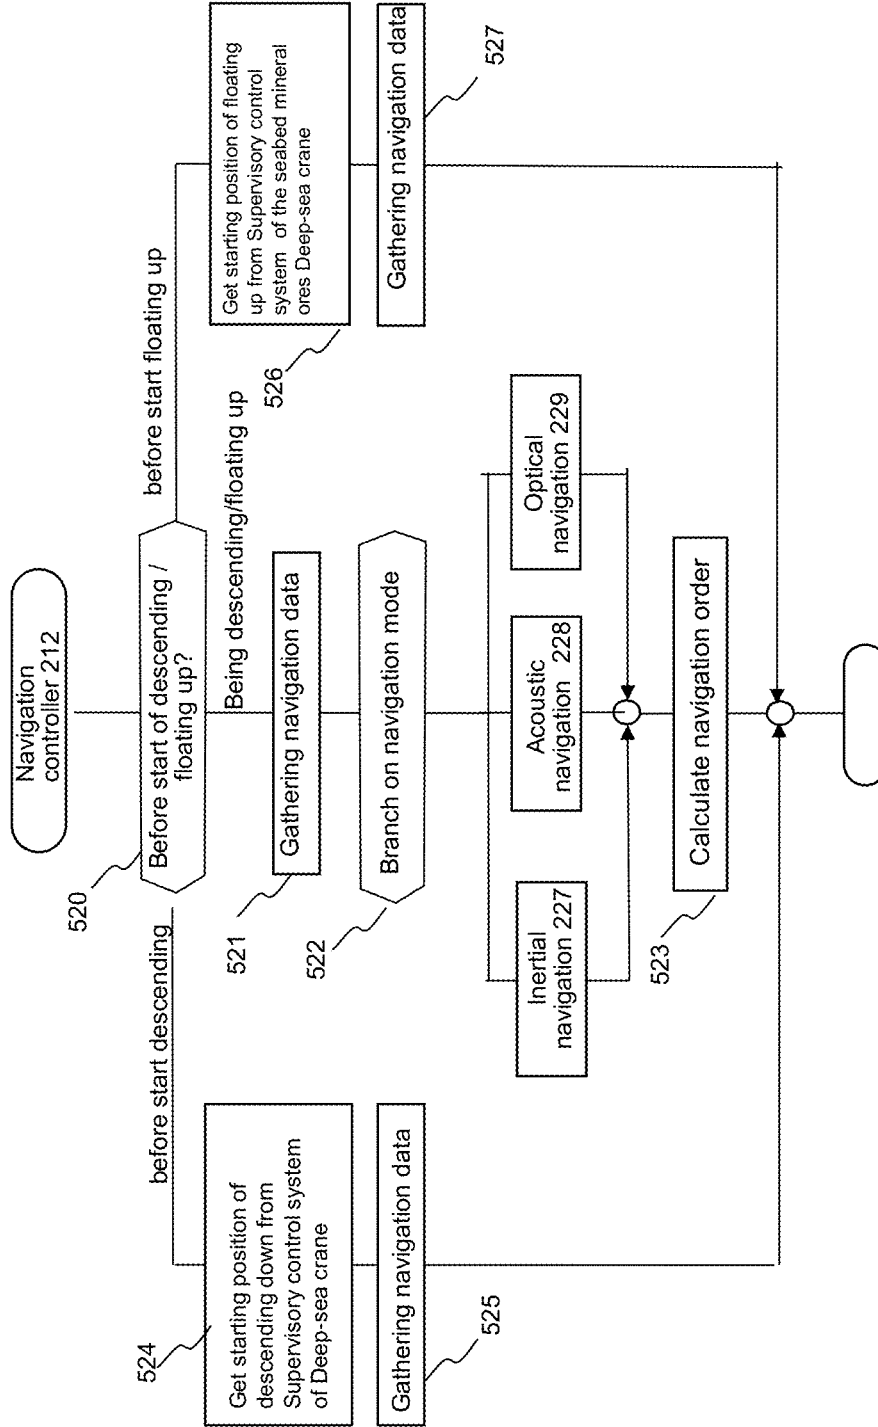 Navigation
controller 212
520
Before start of descending /
floating up?
before start descending
Being descending/floating up
before start floating up
524
Get starting position of
descending down from
Supervisory control system
of Deep-sea crane
521
Gathering navigation data
526
Get starting position of floating
up from Supervisory control
system of the seabed mineral
ores Deep-sea crane
525
Gathering navigation data
522
Branch on navigation mode
527
Gathering navigation data
Inertial
navigation 227
Acoustic
navigation 228
Optical
navigation 229
523
Calculate navigation order